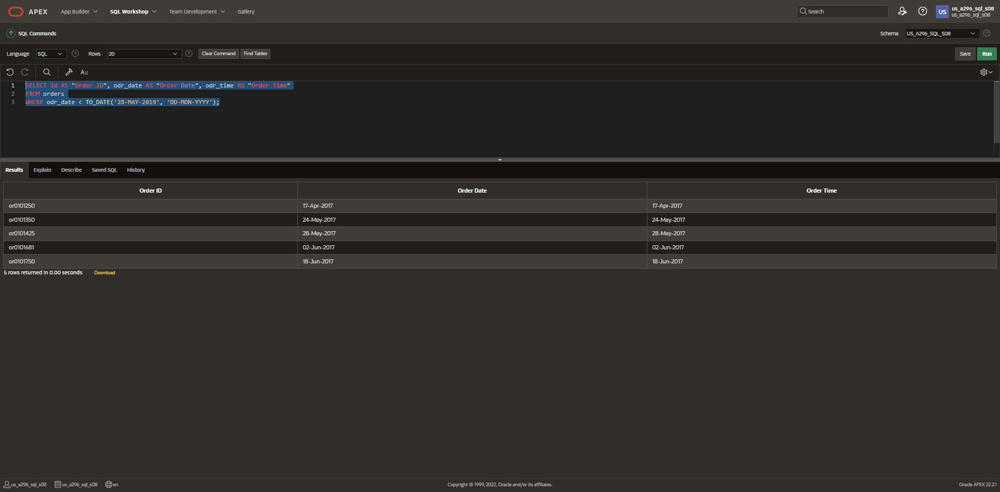 APEX App Builder SQL Workshop Team Development Gallery Search US us_a296_sql_s08
us_a296_sql_s08
SQL Commands Schema US_A296_SQL_S08
Language SQL Rows 20 Clear Command Find Tables Save Run
1 SELECT id AS "Order ID", odr_date AS "Order Date", odr_time AS "Order Time"
2 FROM orders
3 WHERE odr_date < TO_DATE('28-MAY-2019', 'DD-MON-YYYY');
Results Explain Describe Saved SQL History
Order ID Order Date Order Time
or0101250 17-Apr-2017 17-Apr-2017
or0101350 24-May-2017 24-May-2017
or0101425 28-May-2017 28-May-2017
or0101681 02-Jun-2017 02-Jun-2017
or0101750 18-Jun-2017 18-Jun-2017
5 rows returned in 0.00 seconds Download
us_a296_sql_s08 us_a296_sql_s08 en Copyright © 1999, 2022, Oracle and/or its affiliates. Oracle APEX 22.2.1